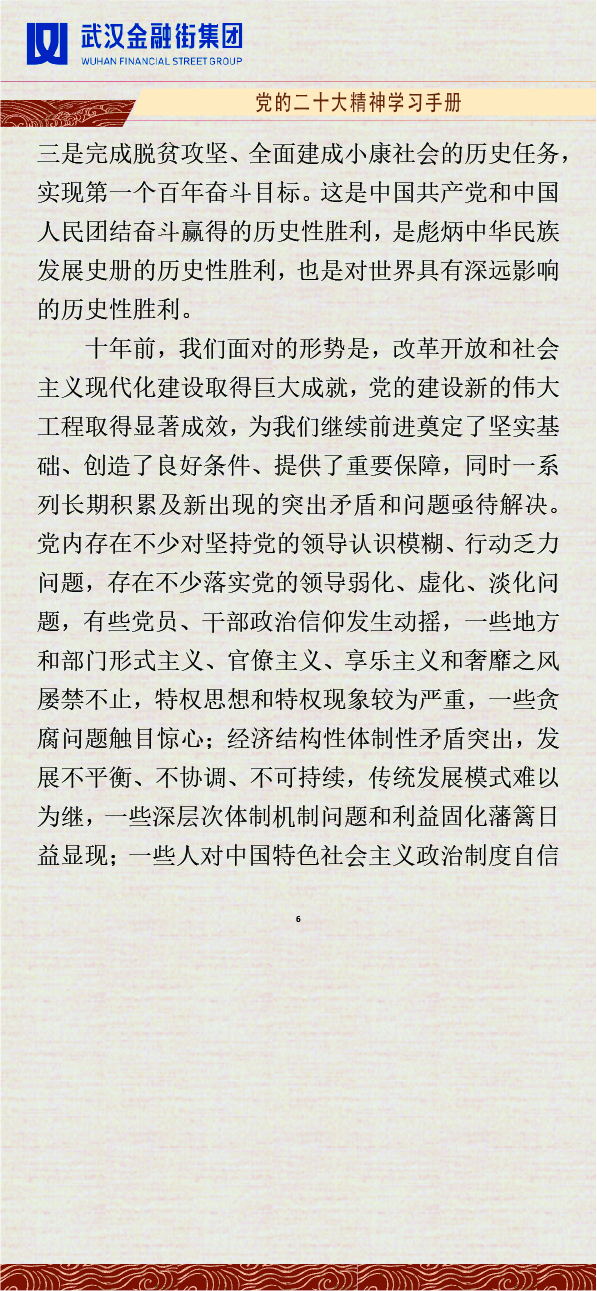 武汉金融街集团
WUHAN FINANCIAL STREET GROUP
党的二十大精神学习手册
三是完成脱贫攻坚、全面建成小康社会的历史任务，
实现第一个百年奋斗目标。这是中国共产党和中国
人民团结奋斗赢得的历史性胜利，是彪炳中华民族
发展史册的历史性胜利，也是对世界具有深远影响
的历史性胜利。
十年前，我们面对的形势是，改革开放和社会
主义现代化建设取得巨大成就，党的建设新的伟大
工程取得显著成效，为我们继续前进奠定了坚实基
础、创造了良好条件、提供了重要保障，同时一系
列长期积累及新出现的突出矛盾和问题亟待解决。
党内存在不少对坚持党的领导认识模糊、行动乏力
问题，存在不少落实党的领导弱化、虚化、淡化问
题，有些党员、干部政治信仰发生动摇，一些地方
和部门形式主义、官僚主义、享乐主义和奢靡之风
屡禁不止，特权思想和特权现象较为严重，一些贪
腐问题触目惊心；经济结构性体制性矛盾突出，发
展不平衡、不协调、不可持续，传统发展模式难以
为继，一些深层次体制机制问题和利益固化藩篱日
益显现；一些人对中国特色社会主义政治制度自信
6